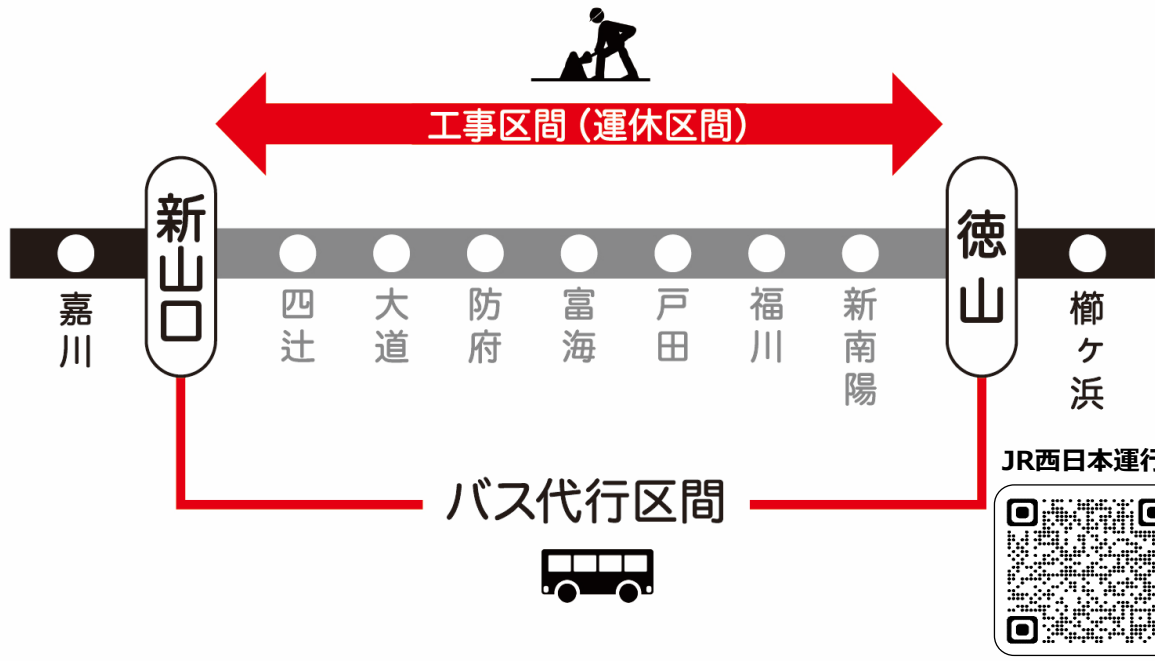 工事区間（運休区間）
嘉川
新山口
四辻
大道
防府
富海
戸田
福川
新南陽
徳山
櫛ヶ浜
バス代行区間
JR西日本運行